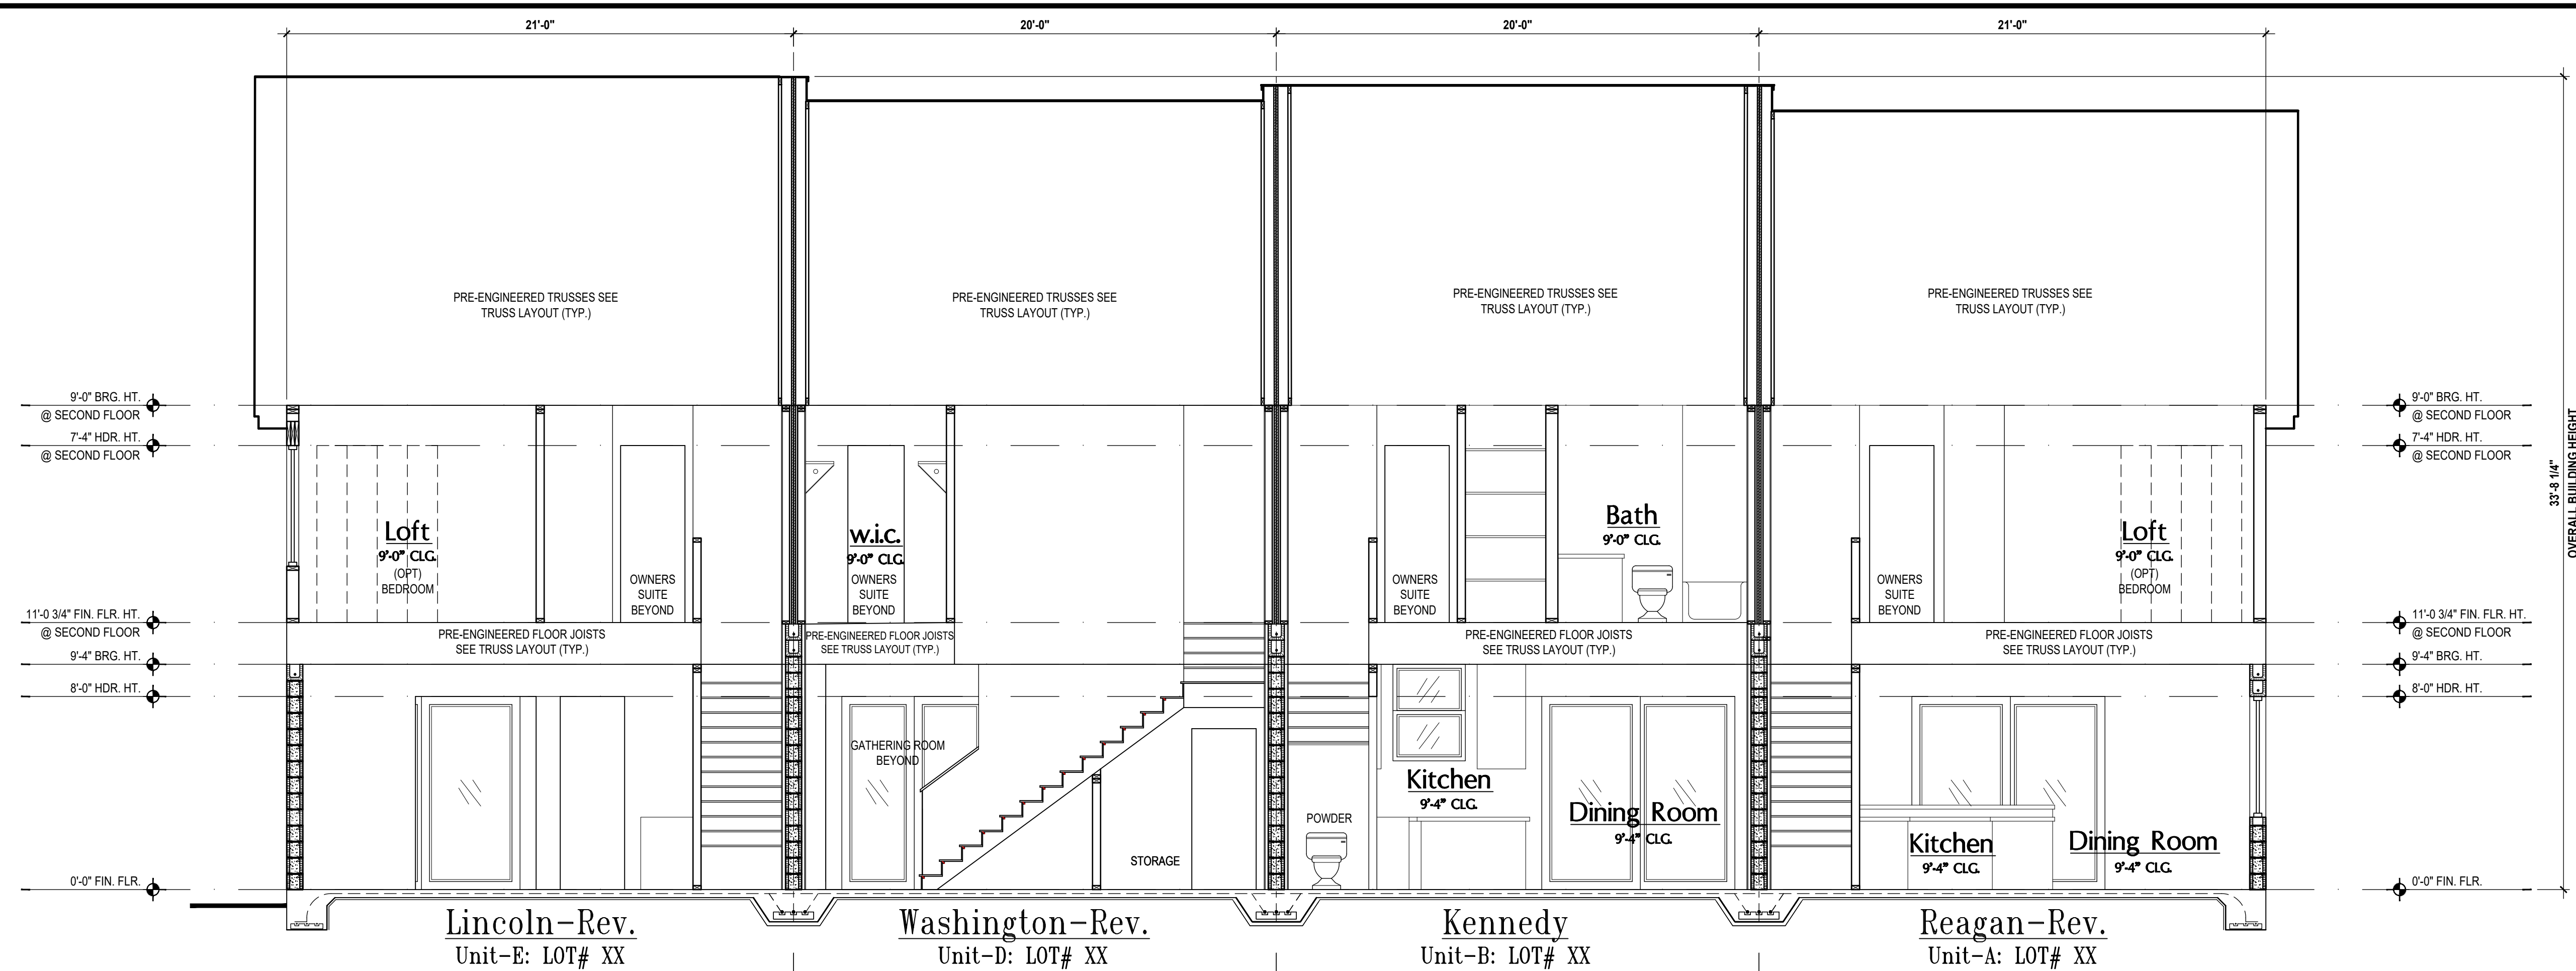 21'-0"
20'-0"
20'-0"
21'-0"
PRE-ENGINEERED TRUSSES SEE
TRUSS LAYOUT (TYP.)
PRE-ENGINEERED TRUSSES SEE
TRUSS LAYOUT (TYP.)
PRE-ENGINEERED TRUSSES SEE
TRUSS LAYOUT (TYP.)
PRE-ENGINEERED TRUSSES SEE
TRUSS LAYOUT (TYP.)
33'-8 1/4"
OVERALL BUILDING HEIGHT
9'-0" BRG. HT.
@ SECOND FLOOR
7'-4" HDR. HT.
@ SECOND FLOOR
9'-0" BRG. HT.
@ SECOND FLOOR
7'-4" HDR. HT.
@ SECOND FLOOR
Loft
9'-0" CLG.
(OPT)
BEDROOM
OWNERS
SUITE
BEYOND
W.I.C.
9'-0" CLG.
OWNERS
SUITE
BEYOND
OWNERS
SUITE
BEYOND
Bath
9'-0" CLG.
OWNERS
SUITE
BEYOND
Loft
9'-0" CLG.
(OPT)
BEDROOM
11'-0 3/4" FIN. FLR. HT.
@ SECOND FLOOR
9'-4" BRG. HT.
8'-0" HDR. HT.
PRE-ENGINEERED FLOOR JOISTS
SEE TRUSS LAYOUT (TYP.)
PRE-ENGINEERED FLOOR JOISTS
SEE TRUSS LAYOUT (TYP.)
PRE-ENGINEERED FLOOR JOISTS
SEE TRUSS LAYOUT (TYP.)
PRE-ENGINEERED FLOOR JOISTS
SEE TRUSS LAYOUT (TYP.)
11'-0 3/4" FIN. FLR. HT.
@ SECOND FLOOR
9'-4" BRG. HT.
8'-0" HDR. HT.
GATHERING ROOM
BEYOND
STORAGE
POWDER
Kitchen
9'-4" CLG.
Dining Room
9'-4" CLG.
Kitchen
9'-4" CLG.
Dining Room
9'-4" CLG.
0'-0" FIN. FLR.
0'-0" FIN. FLR.
Lincoln-Rev.
Unit-E: LOT# XX
Washington-Rev.
Unit-D: LOT# XX
Kennedy
Unit-B: LOT# XX
Reagan-Rev.
Unit-A: LOT# XX